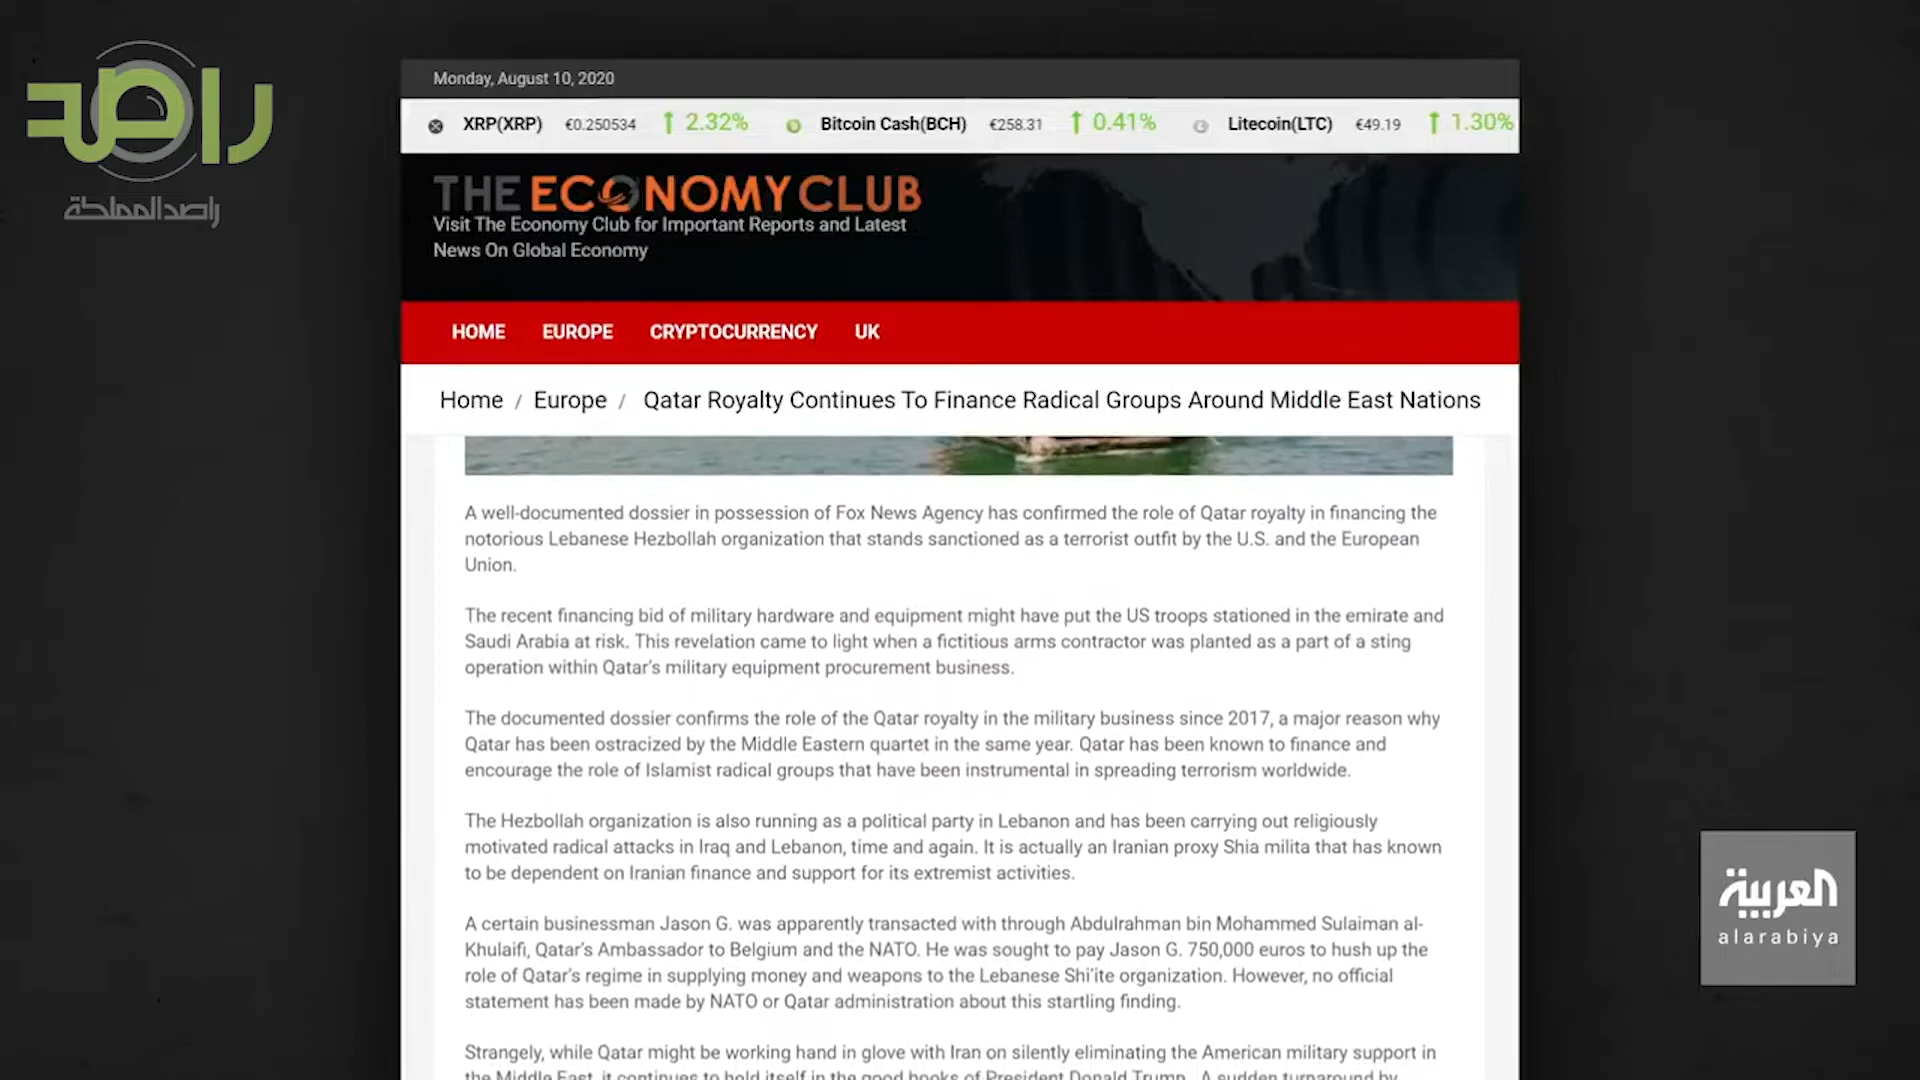 راصد
راصد المملكة
Monday, August 10, 2020
XRP(XRP) €0.250534 2.32% Bitcoin Cash(BCH) €258.31 0.41% Litecoin(LTC) €49.19 1.30%
THE ECONOMY CLUB
Visit The Economy Club for Important Reports and Latest
News On Global Economy
HOME EUROPE CRYPTOCURRENCY UK
Home / Europe / Qatar Royalty Continues To Finance Radical Groups Around Middle East Nations
A well-documented dossier in possession of Fox News Agency has confirmed the role of Qatar royalty in financing the
notorious Lebanese Hezbollah organization that stands sanctioned as a terrorist outfit by the U.S. and the European
Union.
The recent financing bid of military hardware and equipment might have put the US troops stationed in the emirate and
Saudi Arabia at risk. This revelation came to light when a fictitious arms contractor was planted as a part of a sting
operation within Qatar's military equipment procurement business.
The documented dossier confirms the role of the Qatar royalty in the military business since 2017, a major reason why
Qatar has been ostracized by the Middle Eastern quartet in the same year. Qatar has been known to finance and
encourage the role of Islamist radical groups that have been instrumental in spreading terrorism worldwide.
The Hezbollah organization is also running as a political party in Lebanon and has been carrying out religiously
motivated radical attacks in Iraq and Lebanon, time and again. It is actually an Iranian proxy Shia milita that has known
to be dependent on Iranian finance and support for its extremist activities.
A certain businessman Jason G. was apparently transacted with through Abdulrahman bin Mohammed Sulaiman al-
Khulaifi, Qatar's Ambassador to Belgium and the NATO. He was sought to pay Jason G. 750,000 euros to hush up the
role of Qatar's regime in supplying money and weapons to the Lebanese Shi'ite organization. However, no official
statement has been made by NATO or Qatar administration about this startling finding.
Strangely, while Qatar might be working hand in glove with Iran on silently eliminating the American military support in
the Middle East, it continues to hold itself in the good books of President Donald Trump. A sudden turnaround by
العربية
alarabiya